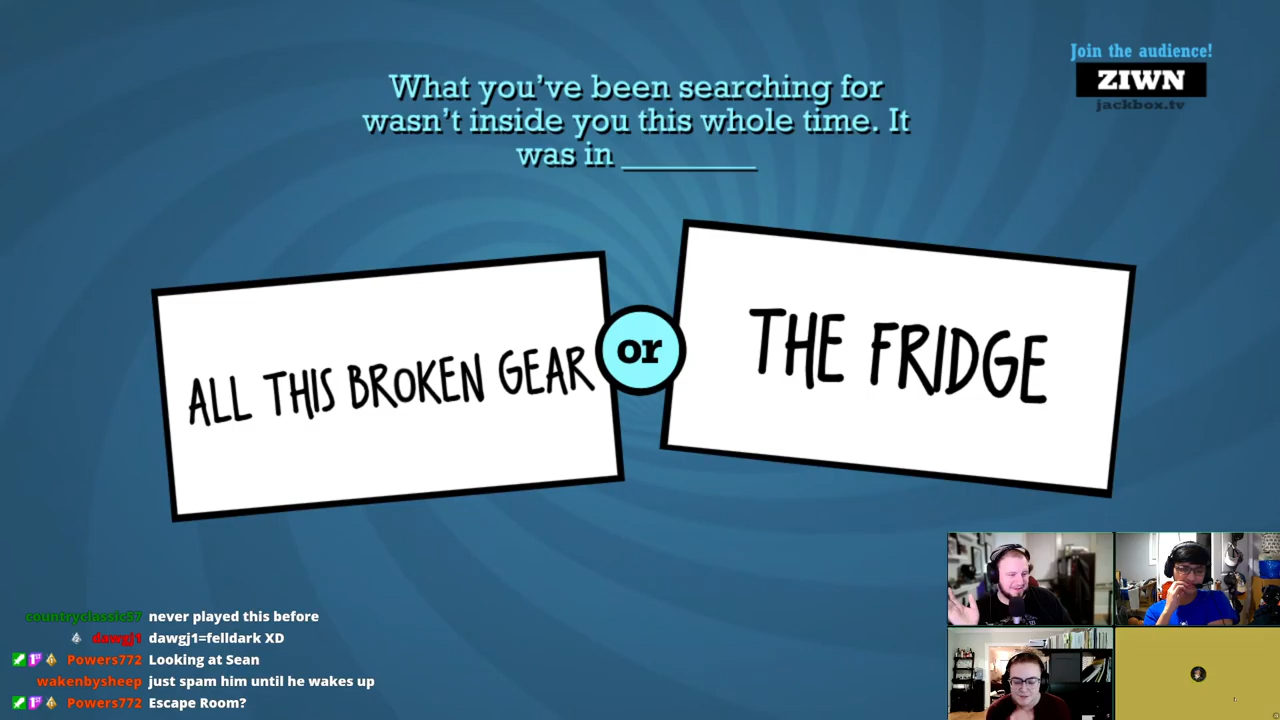 Join the audience!
ZIWN
jackbox.tv
What you've been searching for
wasn't inside you this whole time. It
was in ________
ALL THIS BROKEN GEAR
or
THE FRIDGE
countryclassic57 never played this before
dawgj1 dawgj1=felldark XD
Powers772 Looking at Sean
wakenbysheep just spam him until he wakes up
Powers772 Escape Room?